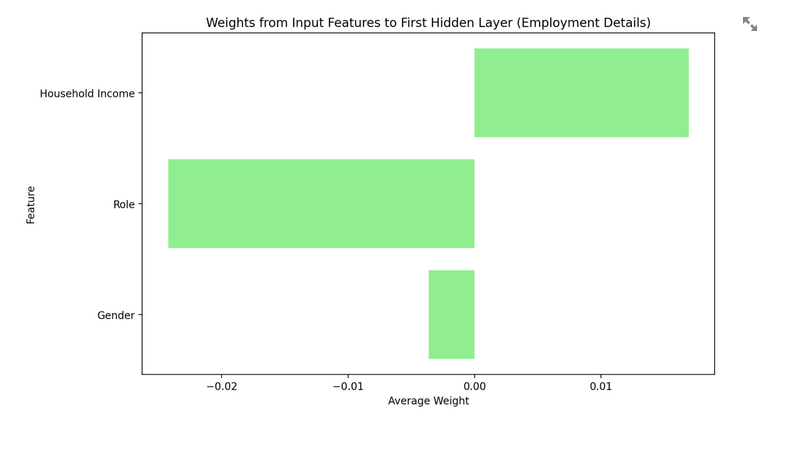 Weights from Input Features to First Hidden Layer (Employment Details)
Household Income
Role
Gender
Feature
−0.02
−0.01
0.00
0.01
Average Weight